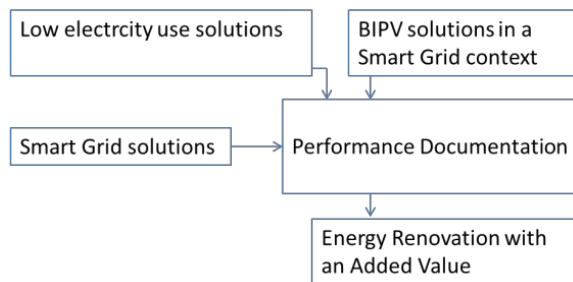 Low electrcity use solutions
BIPV solutions in a
Smart Grid context
Smart Grid solutions
Performance Documentation
Energy Renovation with
an Added Value